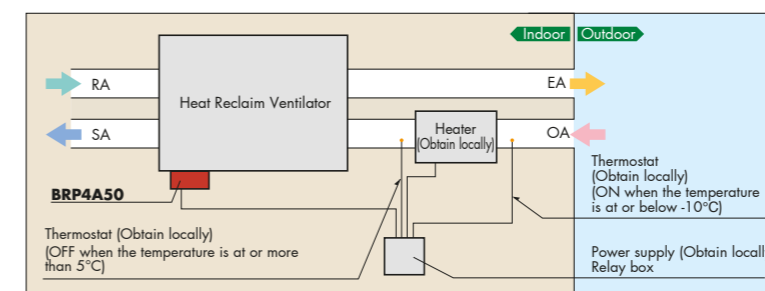 Indoor Outdoor
RA
EA
Heat Reclaim Ventilator
SA
Heater
(Obtain locally)
OA
BRP4A50
Thermostat
(Obtain locally)
(ON when the temperature
is at or below -10°C)
Thermostat (Obtain locally)
(OFF when the temperature is at or more
than 5°C)
Power supply (Obtain locall
Relay box